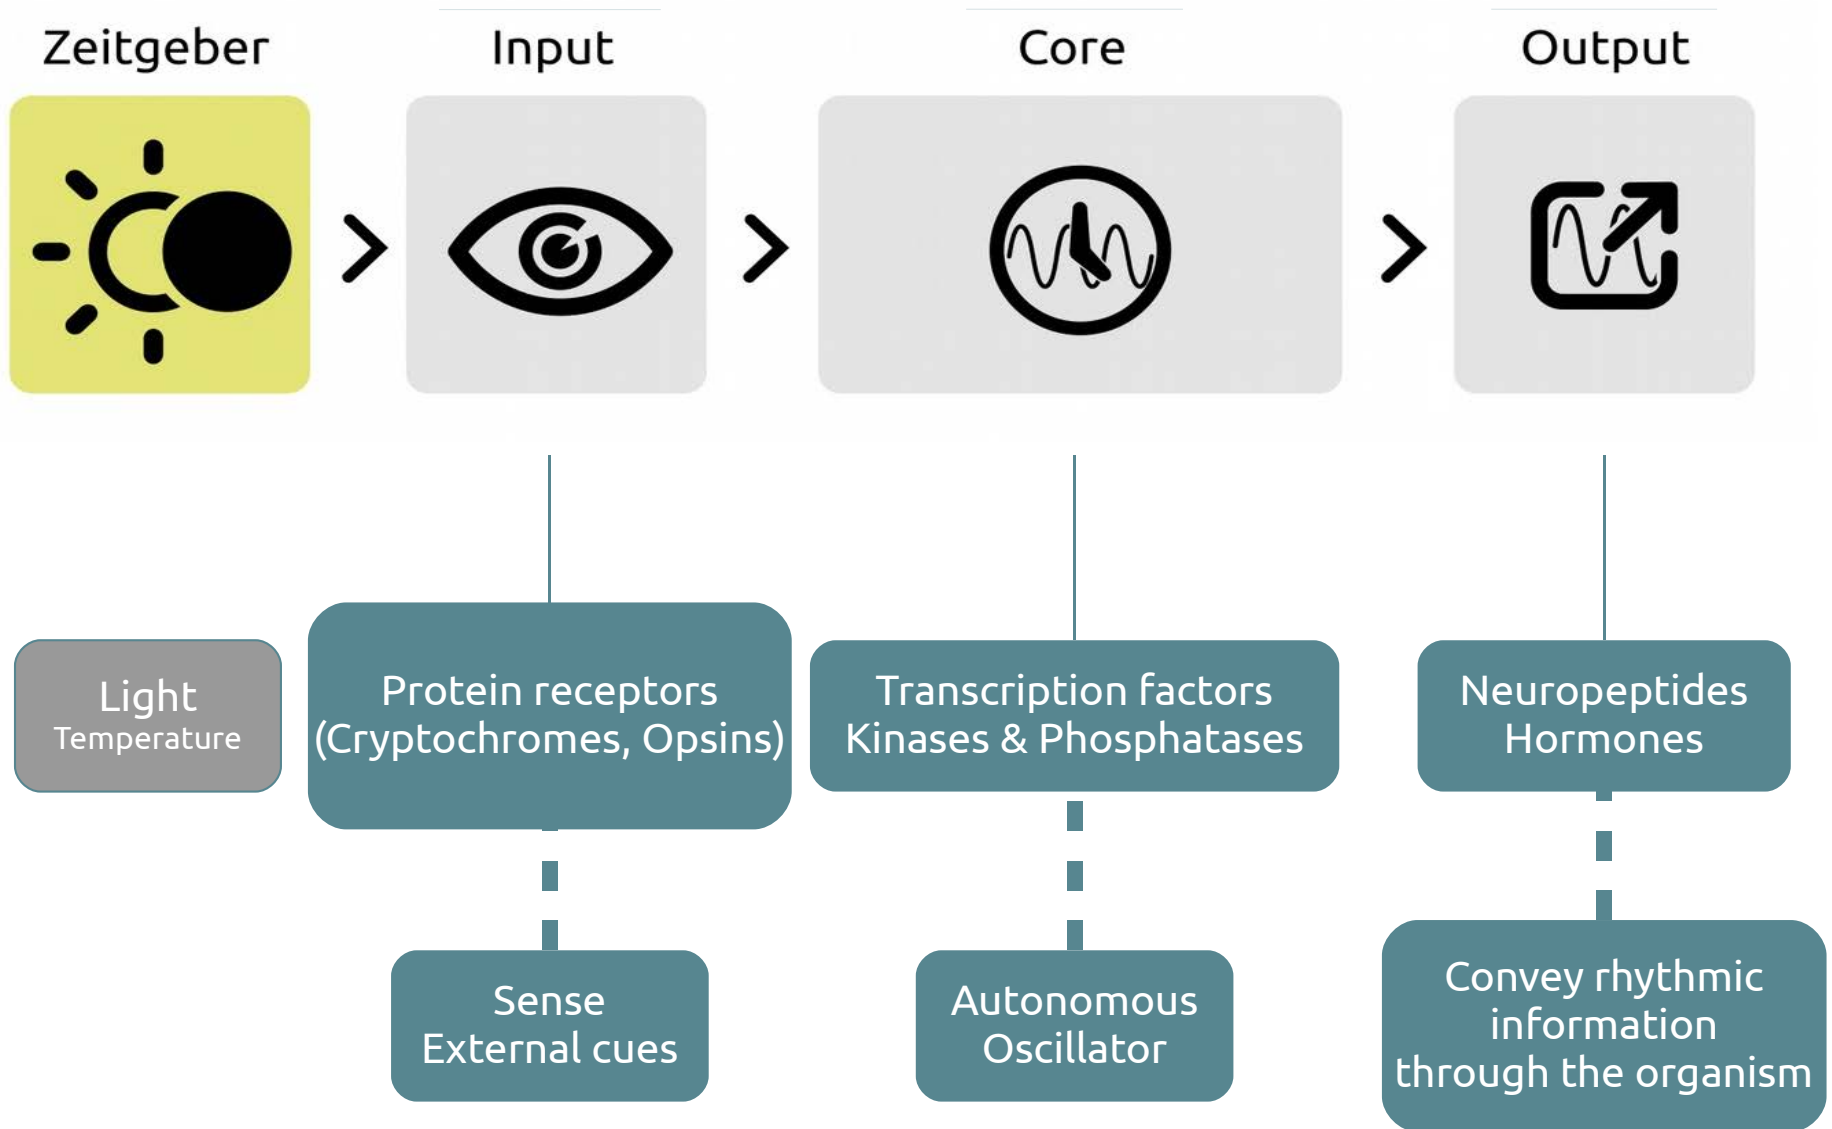 Zeitgeber
Input
Core
Output
Light
Temperature
Protein receptors
(Cryptochromes, Opsins)
Transcription factors
Kinases & Phosphatases
Neuropeptides
Hormones
Sense
External cues
Autonomous
Oscillator
Convey rhythmic
information
through the organism